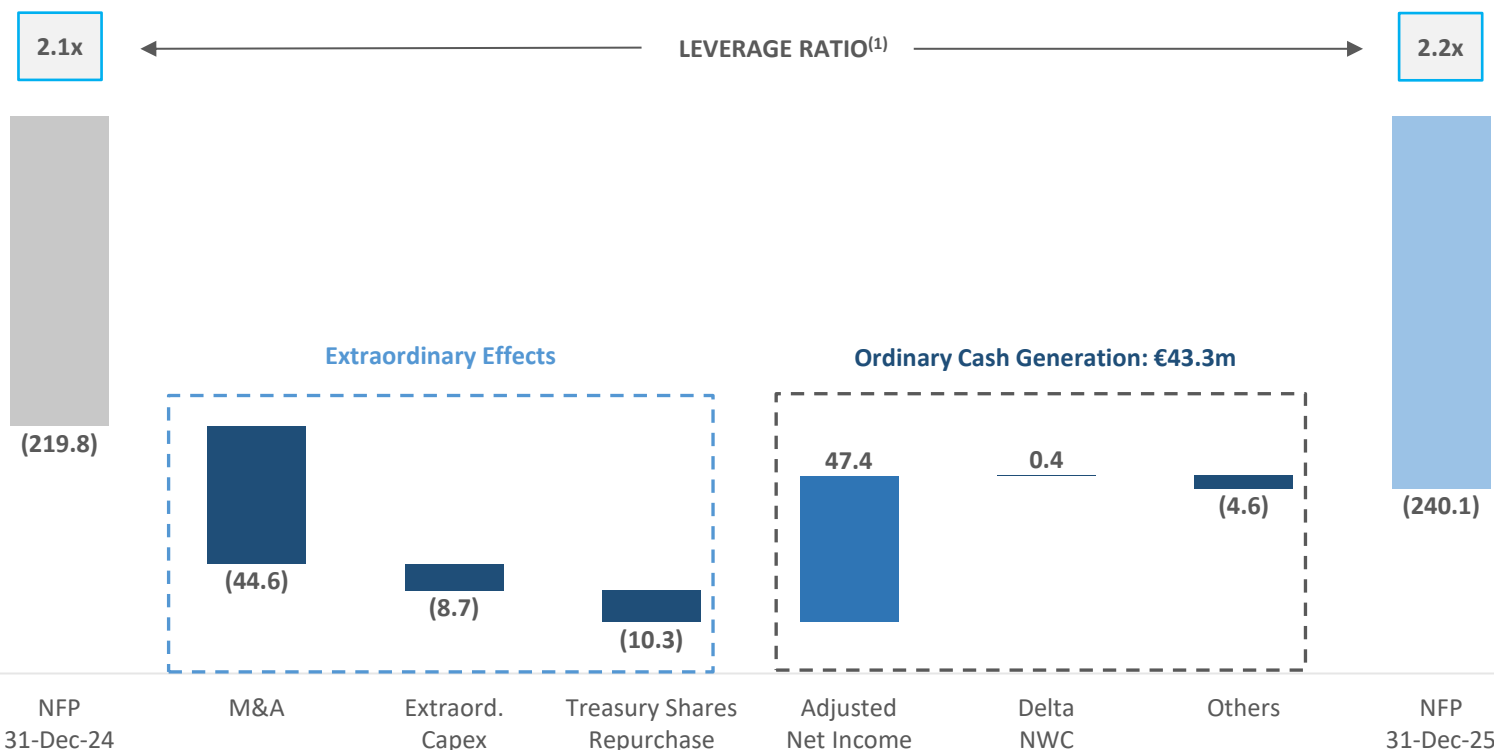 2.1x
LEVERAGE RATIO(1)
2.2x
Extraordinary Effects
Ordinary Cash Generation: €43.3m
(219.8)
(44.6)
(8.7)
(10.3)
47.4
0.4
(4.6)
(240.1)
NFP
31-Dec-24
M&A
Extraord.
Capex
Treasury Shares
Repurchase
Adjusted
Net Income
Delta
NWC
Others
NFP
31-Dec-25